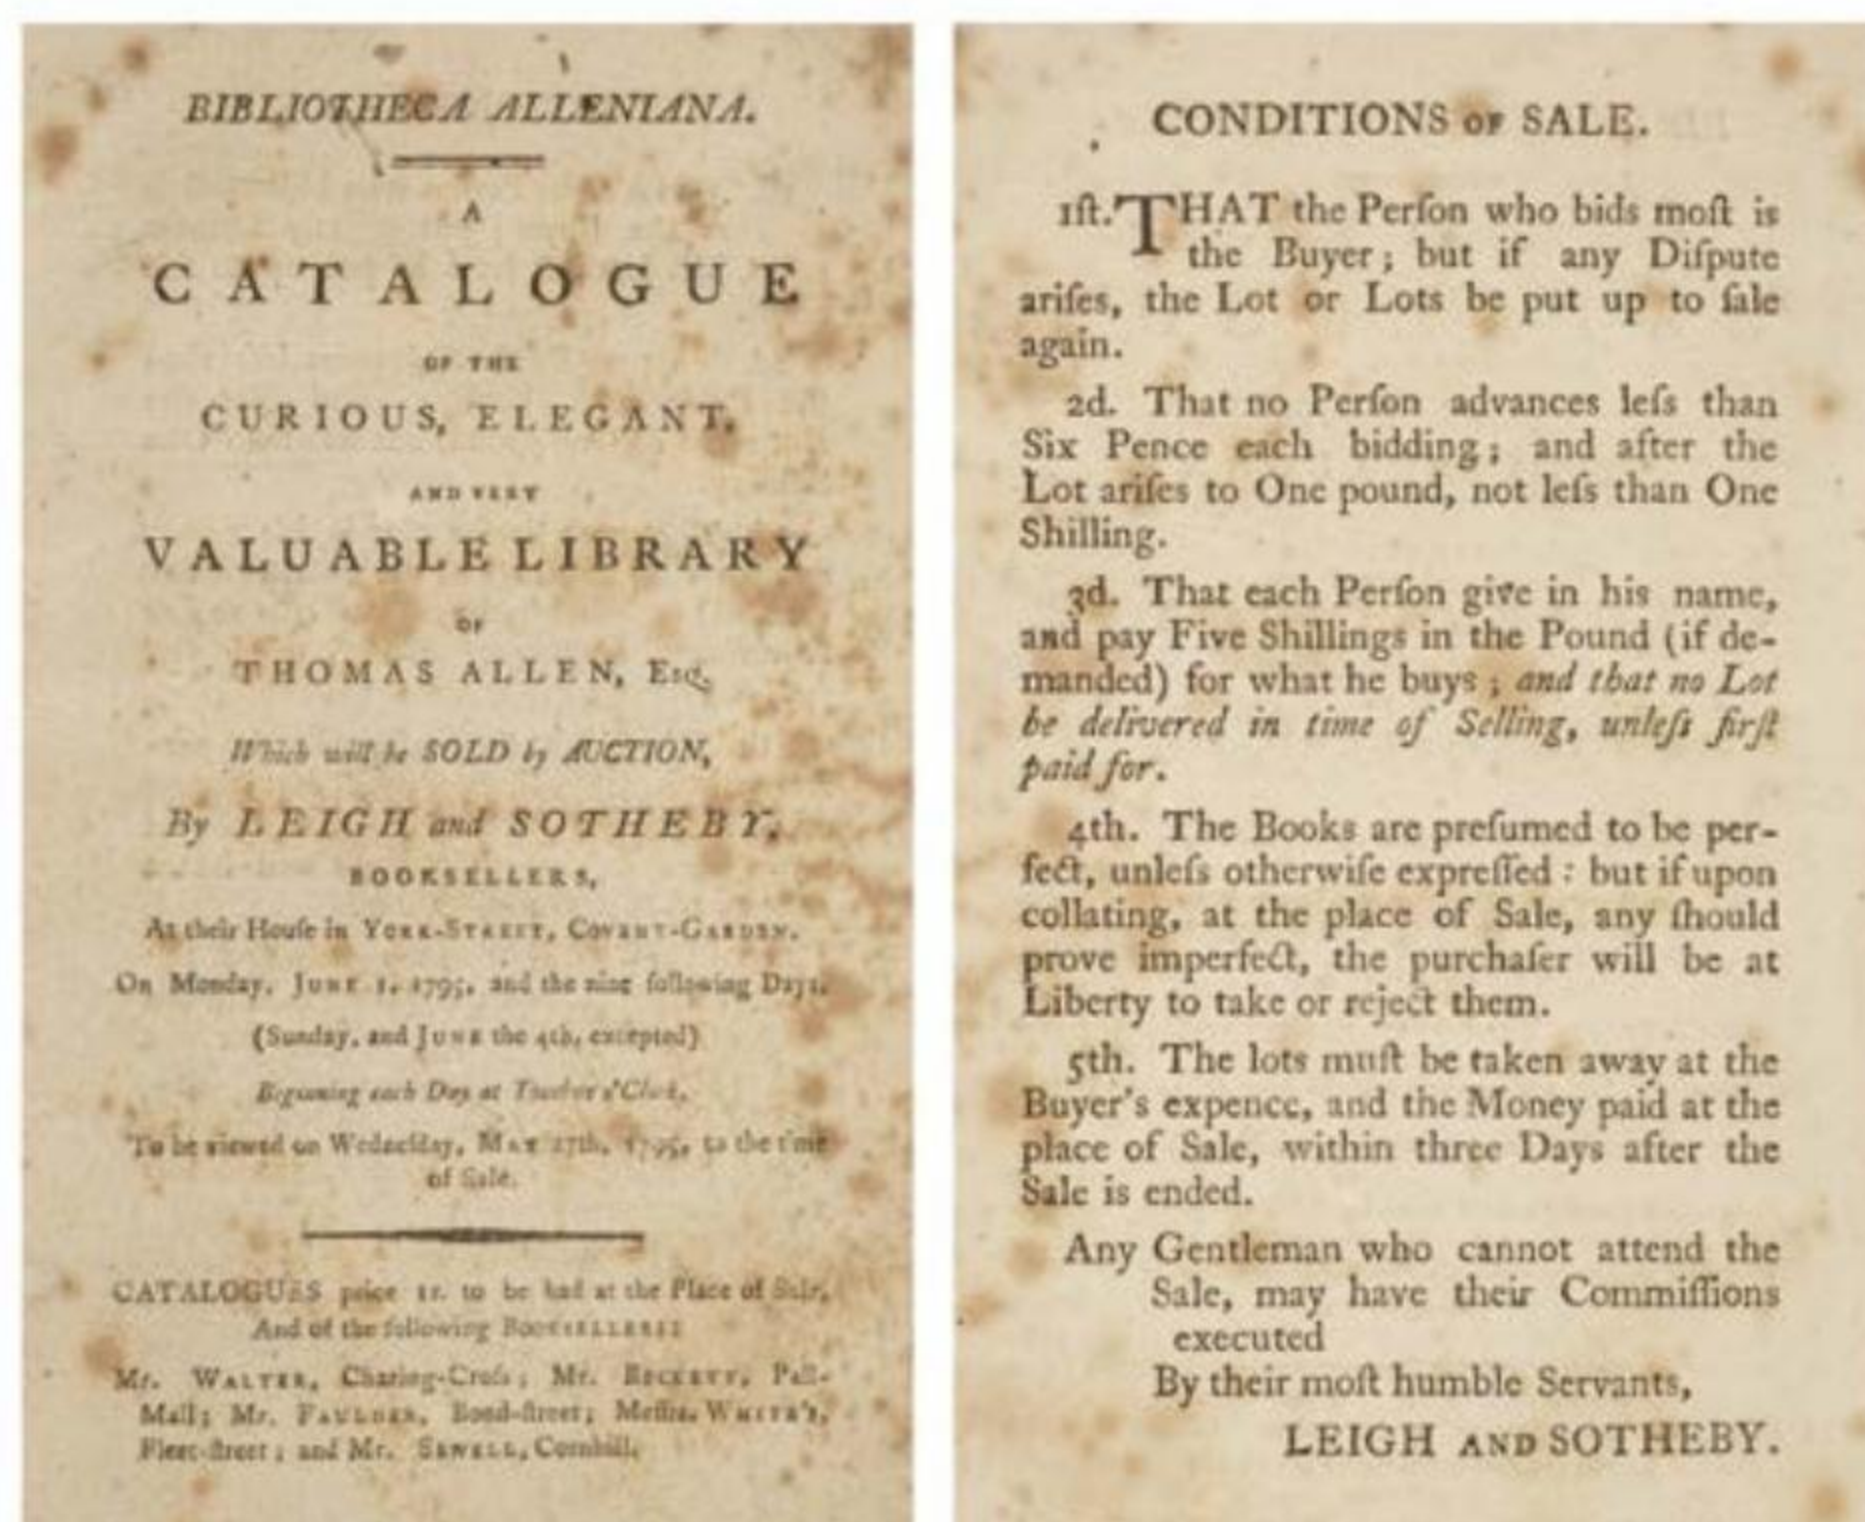 BIBLIOTHECA ALLENIANA.
A
CATALOGUE
OF THE
CURIOUS, ELEGANT,
AND VERY
VALUABLE LIBRARY
OF
THOMAS ALLEN, Esq.
Which will be SOLD by AUCTION,
By LEIGH and SOTHEBY,
BOOKSELLERS,
At their Houſe in YORK-STREET, COVENT-GARDEN.
On Monday, JUNE 1, 1795, and the nine following Days.
(Sunday, and JUNE the 4th, excepted)
Beginning each Day at Twelve o'Clock.
To be viewed on Wedneſday, MAY 27th, 1795, to the time
of Sale.
CATALOGUES price 1s. to be had at the Place of Sale,
And of the following BOOKSELLERS:
Mr. WALTER, Charing-Croſs; Mr. BECKETT, Pall-
Mall; Mr. FAULDER, Bond-ſtreet; Meſſrs. WHITE's,
Fleet-ſtreet; and Mr. SEWELL, Cornhill.
CONDITIONS OF SALE.
1ſt. THAT the Perſon who bids moſt is
the Buyer; but if any Diſpute
ariſes, the Lot or Lots be put up to ſale
again.
2d. That no Perſon advances leſs than
Six Pence each bidding; and after the
Lot ariſes to One pound, not leſs than One
Shilling.
3d. That each Perſon give in his name,
and pay Five Shillings in the Pound (if de-
manded) for what he buys; and that no Lot
be delivered in time of Selling, unleſs firſt
paid for.
4th. The Books are preſumed to be per-
fect, unleſs otherwiſe expreſſed: but if upon
collating, at the place of Sale, any ſhould
prove imperfect, the purchaſer will be at
Liberty to take or reject them.
5th. The lots muſt be taken away at the
Buyer's expence, and the Money paid at the
place of Sale, within three Days after the
Sale is ended.
Any Gentleman who cannot attend the
Sale, may have their Commiſſions
executed
By their moſt humble Servants,
LEIGH AND SOTHEBY.